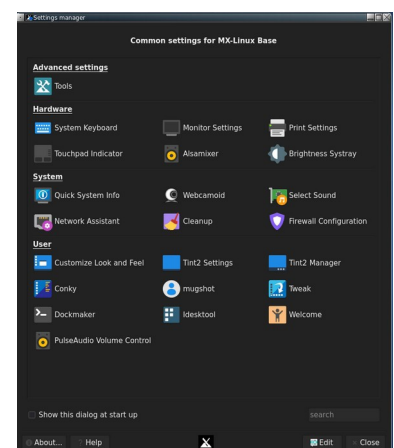 Settings manager
Common settings for MX-Linux Base
Advanced settings
Tools
Hardware
System Keyboard Monitor Settings Print Settings
Touchpad Indicator Alsamixer Brightness Systray
System
Quick System Info Webcamoid Select Sound
Network Assistant Cleanup Firewall Configuration
User
Customize Look and Feel Tint2 Settings Tint2 Manager
Conky mugshot Tweak
Dockmaker Idesktool Welcome
PulseAudio Volume Control
Show this dialog at start up search
About... Help Edit Close